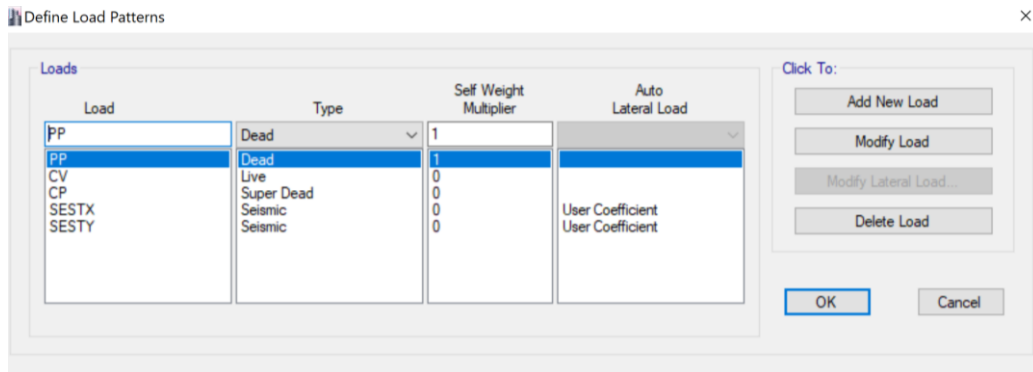 Define Load Patterns
Loads
Click To:
Load Type Self Weight Multiplier Auto Lateral Load
PP Dead 1
PP Dead 1
CV Live 0
CP Super Dead 0
SESTX Seismic 0 User Coefficient
SESTY Seismic 0 User Coefficient
Add New Load
Modify Load
Modify Lateral Load...
Delete Load
OK Cancel